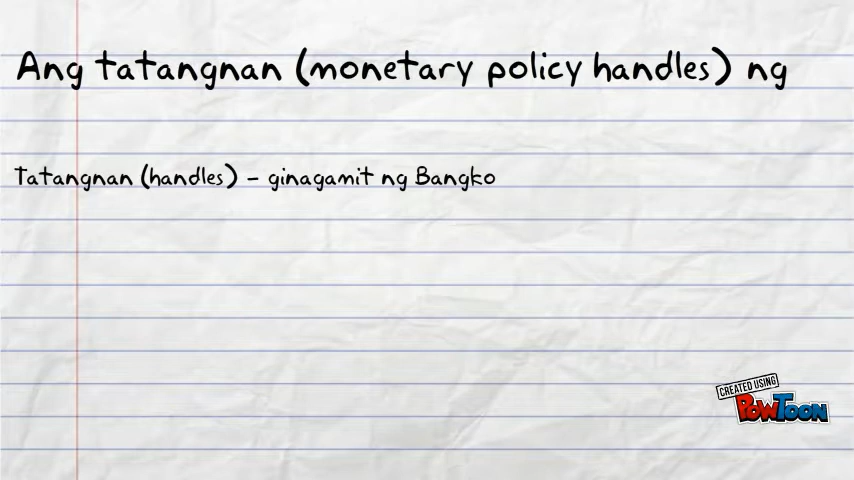 Ang tatangnan (monetary policy handles) ng
Tatangnan (handles) – ginagamit ng Bangko
CREATED USING
POWTOON